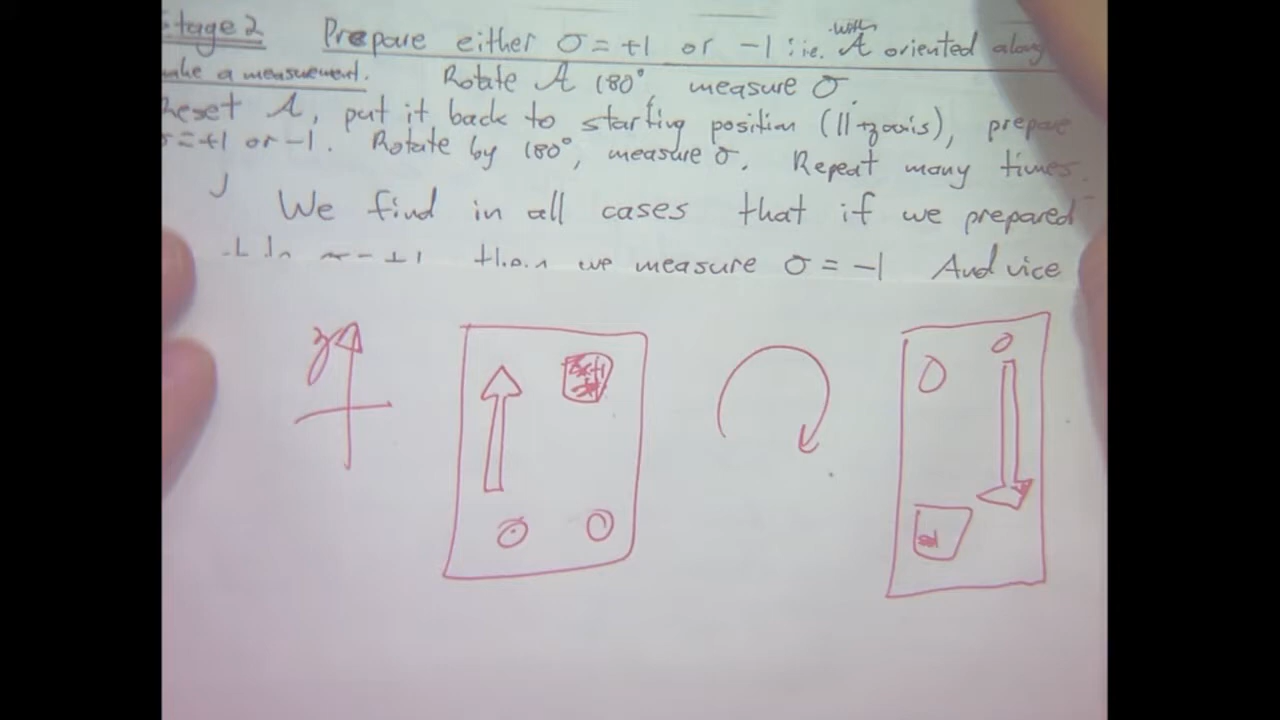 Stage 2 Prepare either σ = +1 or -1 : i.e. with A oriented along
make a measurement. Rotate A 180°, measure σ.
Reset A, put it back to starting position (|| + z axis), prepare
σ = +1 or -1. Rotate by 180°, measure σ. Repeat many times.
We find in all cases that if we prepared
+1 then we measure σ = -1 And vice
z